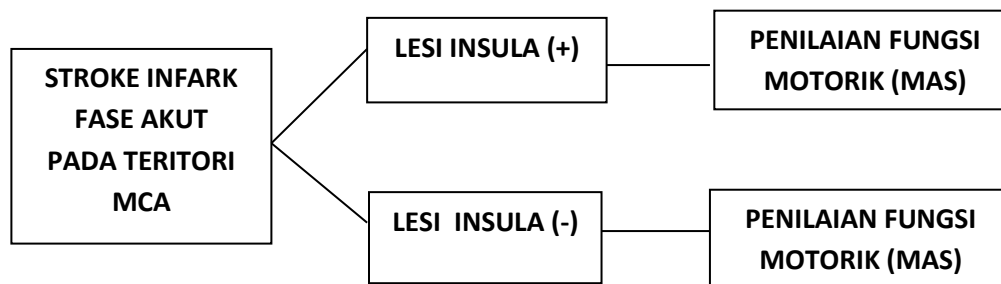 STROKE INFARK
FASE AKUT
PADA TERITORI
MCA
LESI INSULA (+)
PENILAIAN FUNGSI
MOTORIK (MAS)
LESI INSULA (-)
PENILAIAN FUNGSI
MOTORIK (MAS)